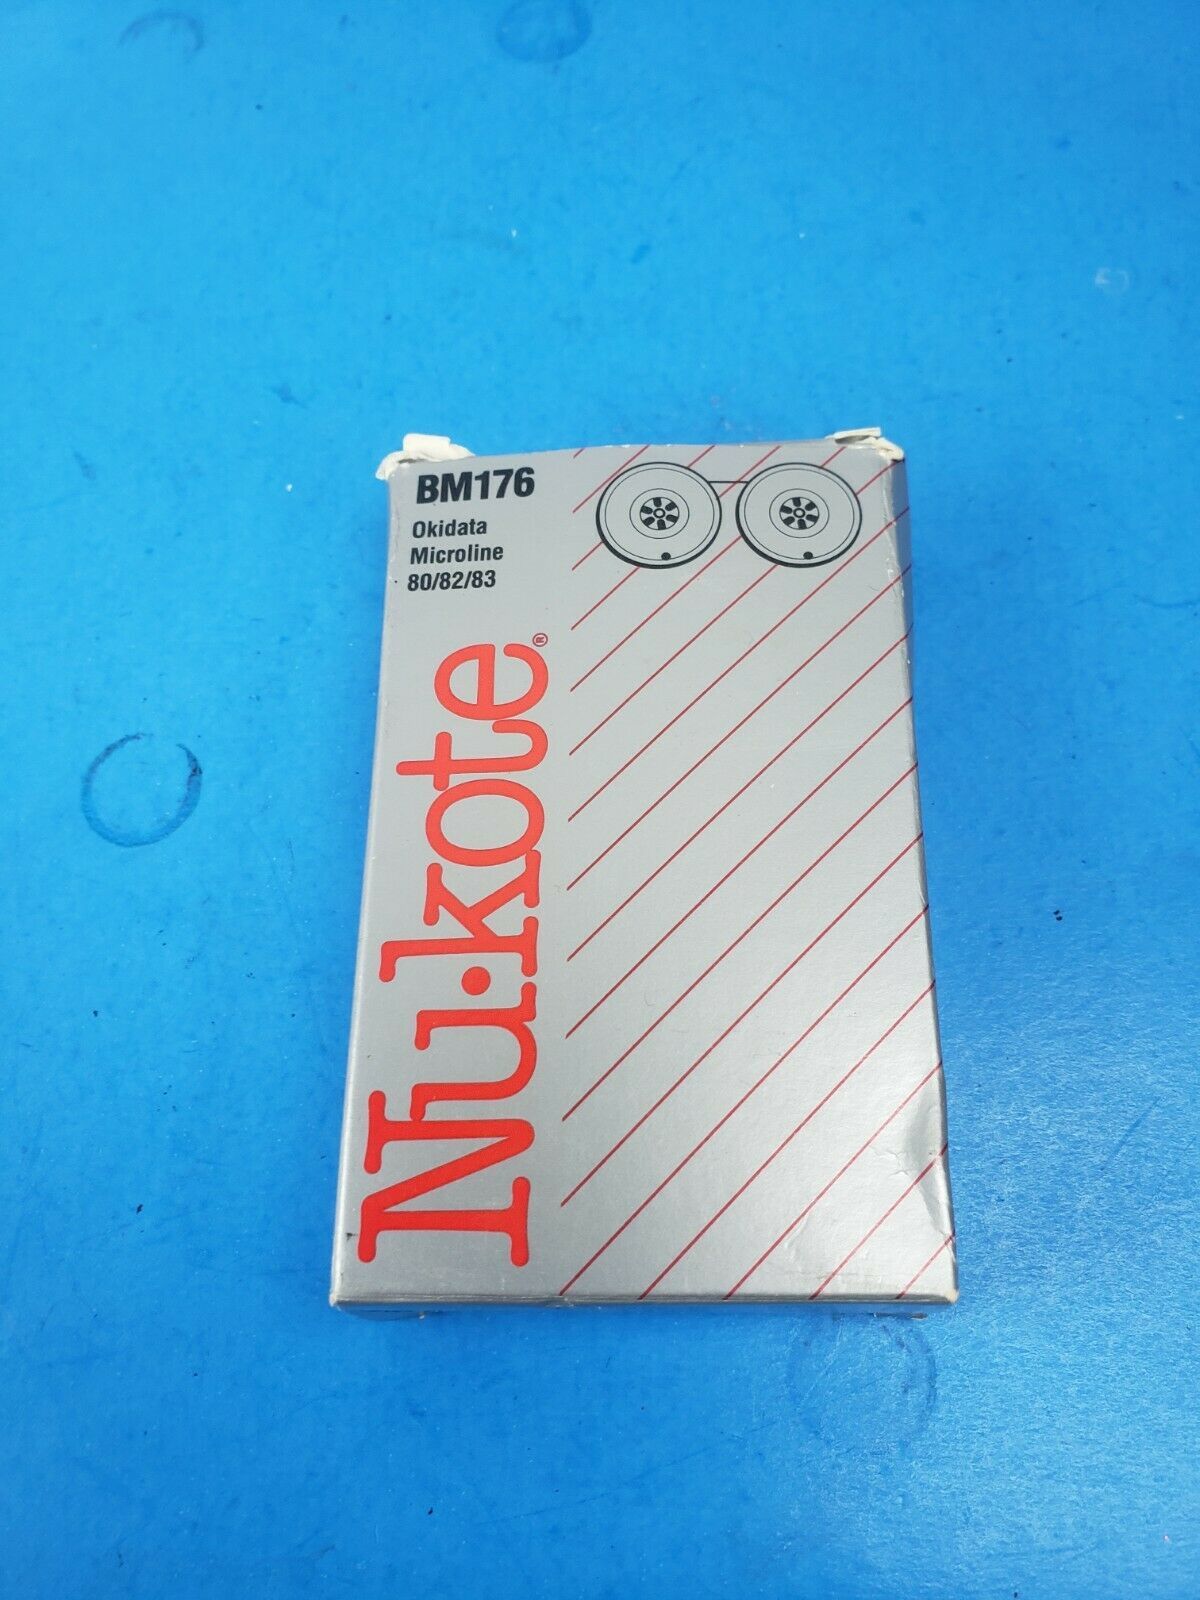 BM176
Okidata
Microline
80/82/83
Nu·kote®